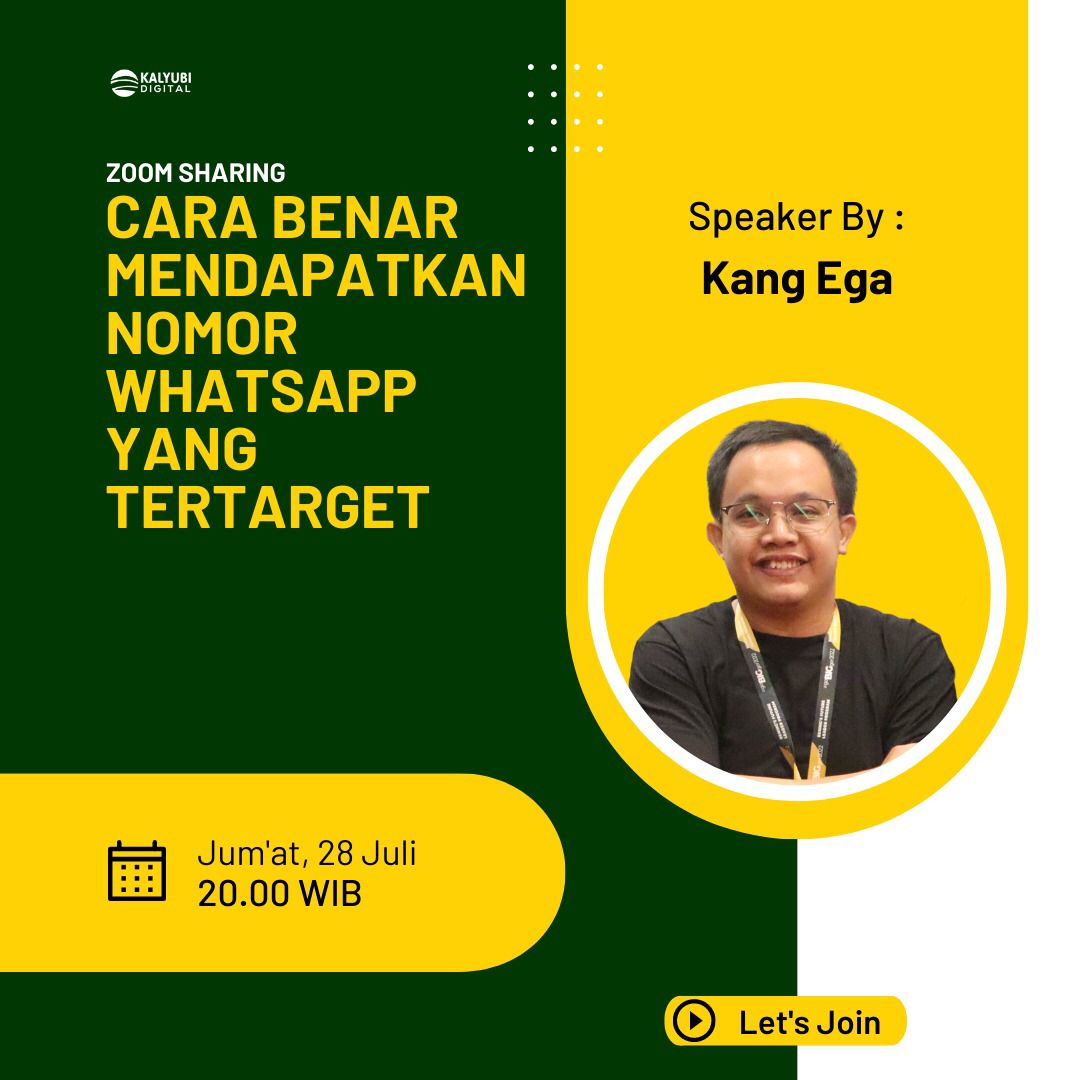 KALYUBI
DIGITAL
ZOOM SHARING
CARA BENAR
MENDAPATKAN
NOMOR
WHATSAPP
YANG
TERTARGET
Speaker By :
Kang Ega
Jum'at, 28 Juli
20.00 WIB
Let's Join